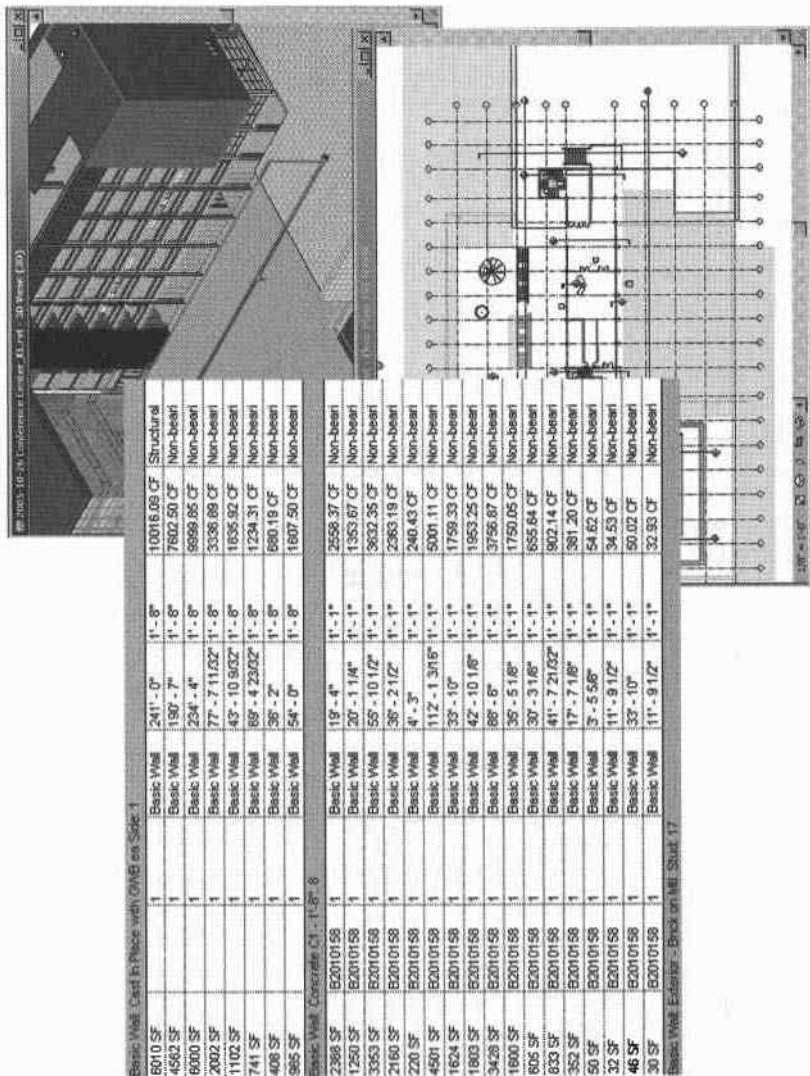 2005-10-26 Conference Center_R1.rvt - 3D View: {3D}
Basic Wall: Cast In Place with GWB ea Side: 1
6010 SF 1 Basic Wall 241' - 0" 1' - 8" 10016.09 CF Structural
4562 SF 1 Basic Wall 190' - 7" 1' - 8" 7602.50 CF Non-beari
6000 SF 1 Basic Wall 234' - 4" 1' - 8" 9999.85 CF Non-beari
2002 SF 1 Basic Wall 77' - 7 11/32" 1' - 8" 3336.89 CF Non-beari
1102 SF 1 Basic Wall 43' - 10 9/32" 1' - 8" 1835.92 CF Non-beari
741 SF 1 Basic Wall 69' - 4 23/32" 1' - 8" 1234.31 CF Non-beari
408 SF 1 Basic Wall 36' - 2" 1' - 8" 680.19 CF Non-beari
965 SF 1 Basic Wall 54' - 0" 1' - 8" 1607.50 CF Non-beari
Basic Wall: Concrete C1 - 1'-8": 8
2388 SF B2010158 1 Basic Wall 19' - 4" 1' - 1" 2558.37 CF Non-beari
1250 SF B2010158 1 Basic Wall 20' - 1 1/4" 1' - 1" 1353.67 CF Non-beari
3353 SF B2010158 1 Basic Wall 55' - 10 1/2" 1' - 1" 3632.35 CF Non-beari
2160 SF B2010158 1 Basic Wall 36' - 2 1/2" 1' - 1" 2363.19 CF Non-beari
220 SF B2010158 1 Basic Wall 4' - 3" 1' - 1" 240.43 CF Non-beari
4501 SF B2010158 1 Basic Wall 112' - 1 3/16" 1' - 1" 5001.11 CF Non-beari
1624 SF B2010158 1 Basic Wall 33' - 10" 1' - 1" 1759.33 CF Non-beari
1803 SF B2010158 1 Basic Wall 42' - 10 1/8" 1' - 1" 1953.25 CF Non-beari
3428 SF B2010158 1 Basic Wall 86' - 6" 1' - 1" 3756.67 CF Non-beari
1600 SF B2010158 1 Basic Wall 35' - 5 1/8" 1' - 1" 1750.05 CF Non-beari
605 SF B2010158 1 Basic Wall 30' - 3 1/8" 1' - 1" 655.64 CF Non-beari
833 SF B2010158 1 Basic Wall 41' - 7 21/32" 1' - 1" 902.14 CF Non-beari
352 SF B2010158 1 Basic Wall 17' - 7 1/8" 1' - 1" 381.20 CF Non-beari
50 SF B2010158 1 Basic Wall 3' - 5 5/8" 1' - 1" 54.62 CF Non-beari
32 SF B2010158 1 Basic Wall 11' - 9 1/2" 1' - 1" 34.53 CF Non-beari
46 SF B2010158 1 Basic Wall 33' - 10" 1' - 1" 50.02 CF Non-beari
30 SF B2010158 1 Basic Wall 11' - 9 1/2" 1' - 1" 32.93 CF Non-beari
Basic Wall: Exterior - Brick on Mtl. Stud: 17